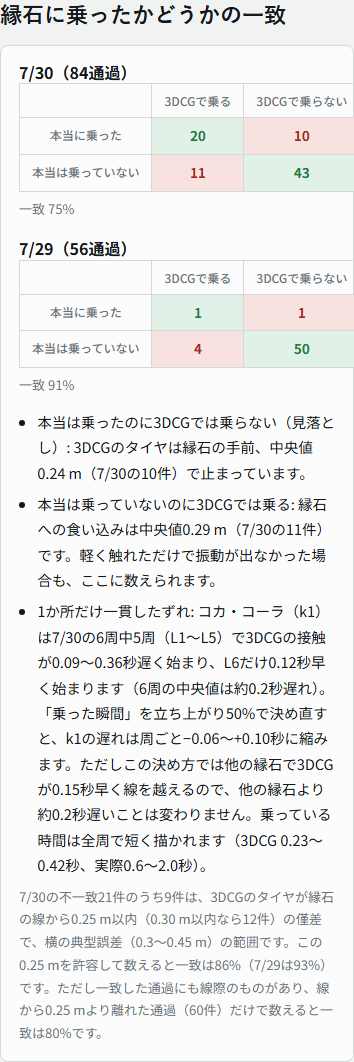 縁石に乗ったかどうかの一致
7/30（84通過）
3DCGで乗る 3DCGで乗らない
本当に乗った 20 10
本当は乗っていない 11 43
一致 75%
7/29（56通過）
3DCGで乗る 3DCGで乗らない
本当に乗った 1 1
本当は乗っていない 4 50
一致 91%
• 本当は乗ったのに3DCGでは乗らない（見落と
し）: 3DCGのタイヤは縁石の手前、中央値
0.24 m（7/30の10件）で止まっています。
• 本当は乗っていないのに3DCGでは乗る: 縁石
への食い込みは中央値0.29 m（7/30の11件）
です。軽く触れただけで振動が出なかった場
合も、ここに数えられます。
• 1か所だけ一貫したずれ: コカ・コーラ（k1）
は7/30の6周中5周（L1〜L5）で3DCGの接触
が0.09〜0.36秒遅く始まり、L6だけ0.12秒早
く始まります（6周の中央値は約0.2秒遅れ）。
「乗った瞬間」を立ち上がり50%で決め直す
と、k1の遅れは周ごと−0.06〜+0.10秒に縮み
ます。ただしこの決め方では他の縁石で3DCG
が0.15秒早く線を越えるので、他の縁石より
約0.2秒遅いことは変わりません。乗っている
時間は全周で短く描かれます（3DCG 0.23〜
0.42秒、実際0.6〜2.0秒）。
7/30の不一致21件のうち9件は、3DCGのタイヤが縁石
の線から0.25 m以内（0.30 m以内なら12件）の僅差
で、横の典型誤差（0.3〜0.45 m）の範囲です。この
0.25 mを許容して数えると一致は86%（7/29は93%）
です。ただし一致した通過にも線際のものがあり、線
から0.25 mより離れた通過（60件）だけで数えると一
致は80%です。